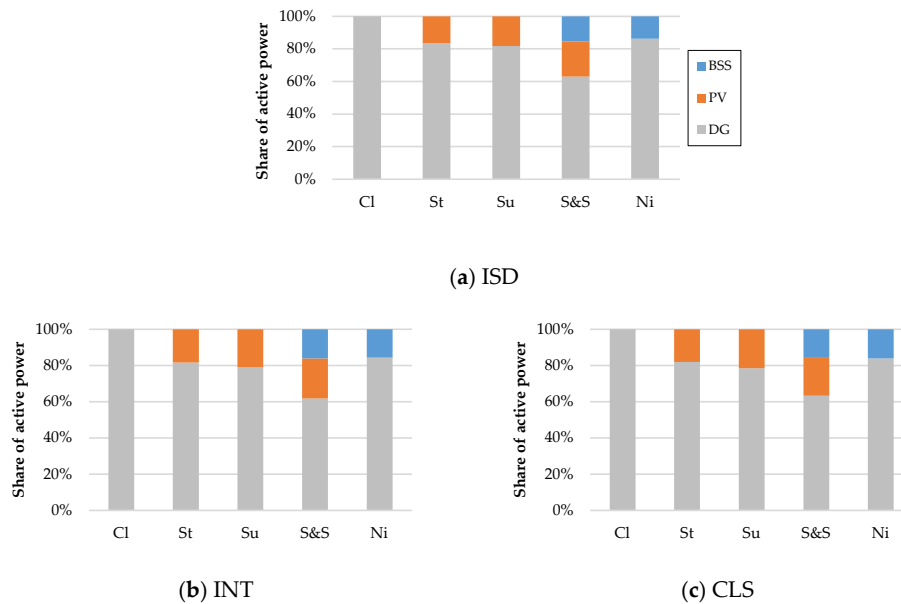 Share of active power
100%
80%
60%
40%
20%
0%
Cl St Su S&S Ni
BSS
PV
DG
(a) ISD
Share of active power
100%
80%
60%
40%
20%
0%
Cl St Su S&S Ni
(b) INT
Share of active power
100%
80%
60%
40%
20%
0%
Cl St Su S&S Ni
(c) CLS